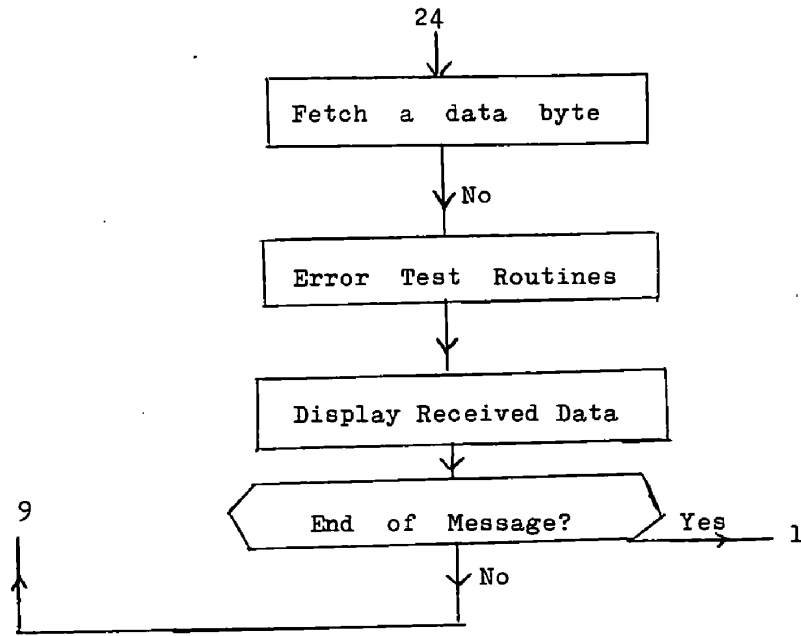 24
Fetch a data byte
No
Error Test Routines
Display Received Data
9
End of Message?
Yes
1
No